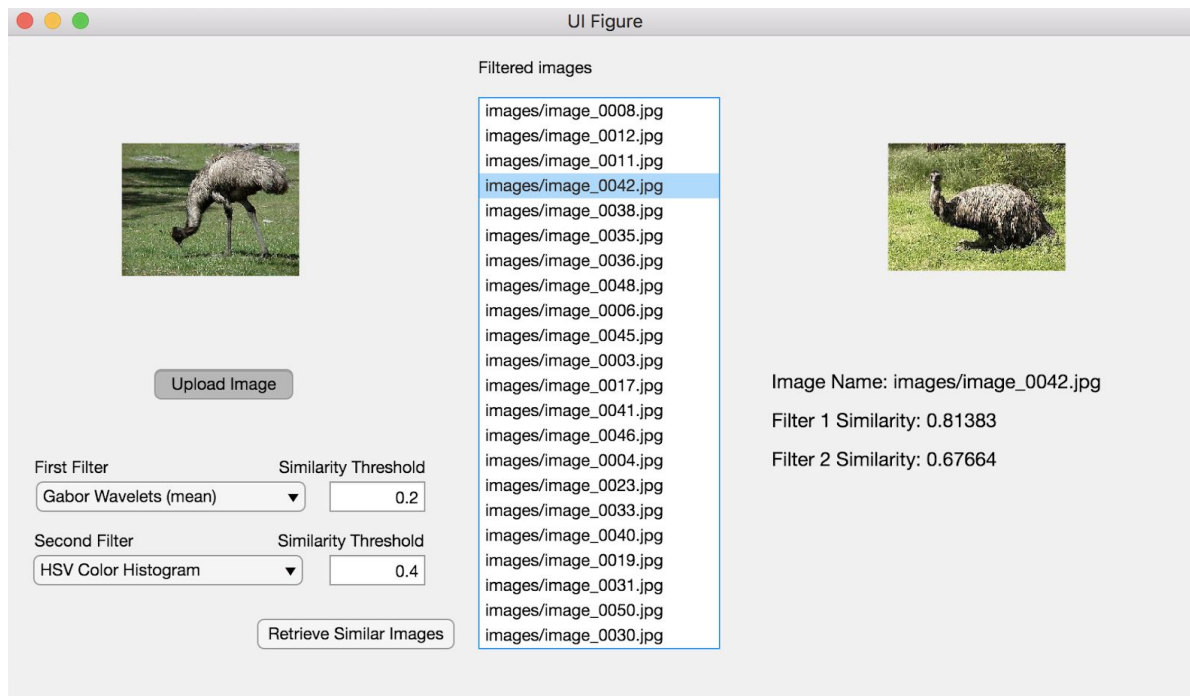 UI Figure
Filtered images
images/image_0008.jpg
images/image_0012.jpg
images/image_0011.jpg
images/image_0042.jpg
images/image_0038.jpg
images/image_0035.jpg
images/image_0036.jpg
images/image_0048.jpg
images/image_0006.jpg
images/image_0045.jpg
images/image_0003.jpg
images/image_0017.jpg
images/image_0041.jpg
images/image_0046.jpg
images/image_0004.jpg
images/image_0023.jpg
images/image_0033.jpg
images/image_0040.jpg
images/image_0019.jpg
images/image_0031.jpg
images/image_0050.jpg
images/image_0030.jpg
Upload Image
First Filter Similarity Threshold
Gabor Wavelets (mean) 0.2
Second Filter Similarity Threshold
HSV Color Histogram 0.4
Retrieve Similar Images
Image Name: images/image_0042.jpg
Filter 1 Similarity: 0.81383
Filter 2 Similarity: 0.67664